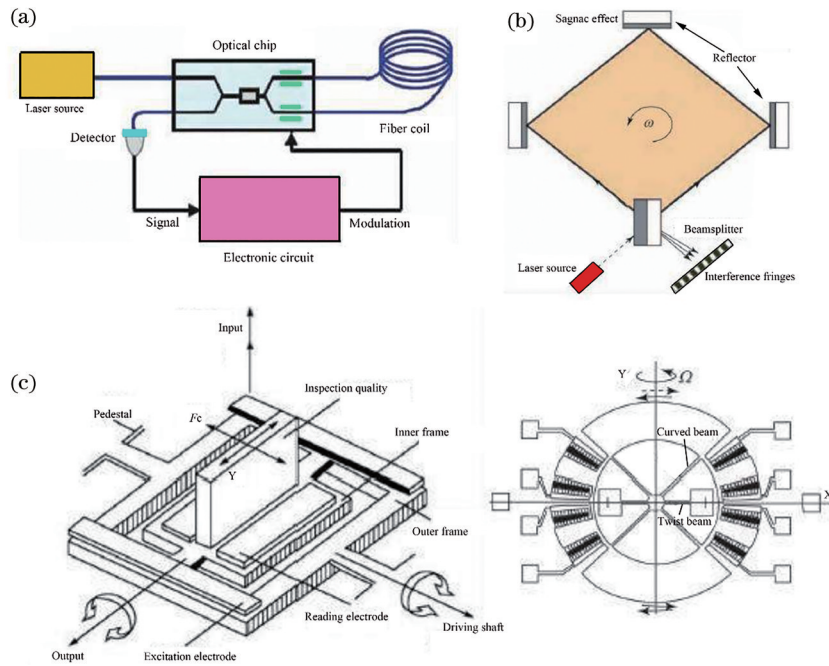 (a)
Optical chip
Laser source
Fiber coil
Detector
Signal
Modulation
Electronic circuit
(b)
Sagnac effect
Reflector
ω
Beamsplitter
Laser source
Interference fringes
(c)
Input
Inspection quality
Pedestal
Fc
Inner frame
Y
Outer frame
Reading electrode
Driving shaft
Output
Excitation electrode
Y
Ω
Curved beam
X
Twist beam